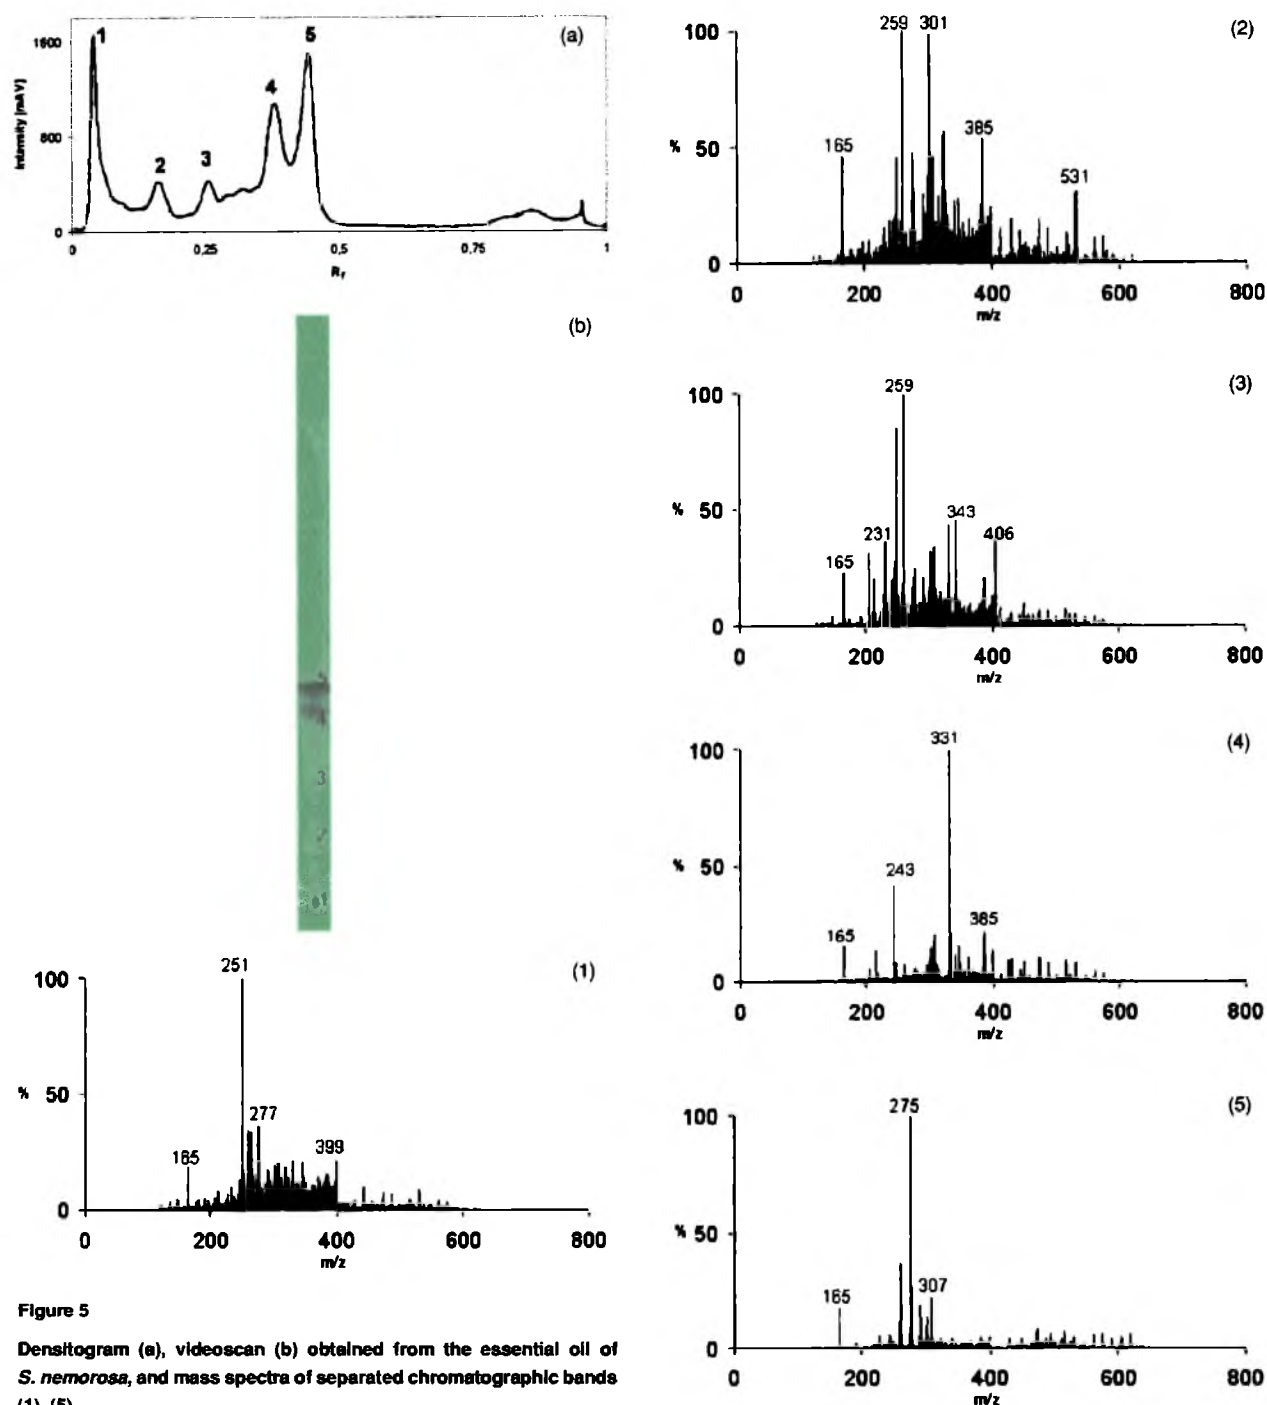 (a)
1 2 3 4 5
Intensity [mAV]
1600
800
0
0 0,25 0,5 0,75 1
Rf
(b)
5
4
3
2
1
(1)
251
277
165
399
100
% 50
0
0 200 400 600 800
m/z
(2)
259 301
165
385
531
100
% 50
0
0 200 400 600 800
m/z
(3)
259
231
343
165
406
100
% 50
0
0 200 400 600 800
m/z
(4)
331
243
165
385
100
% 50
0
0 200 400 600 800
m/z
(5)
275
165
307
100
% 50
0
0 200 400 600 800
m/z
Figure 5
Densitogram (a), videoscan (b) obtained from the essential oil of
S. nemorosa, and mass spectra of separated chromatographic bands